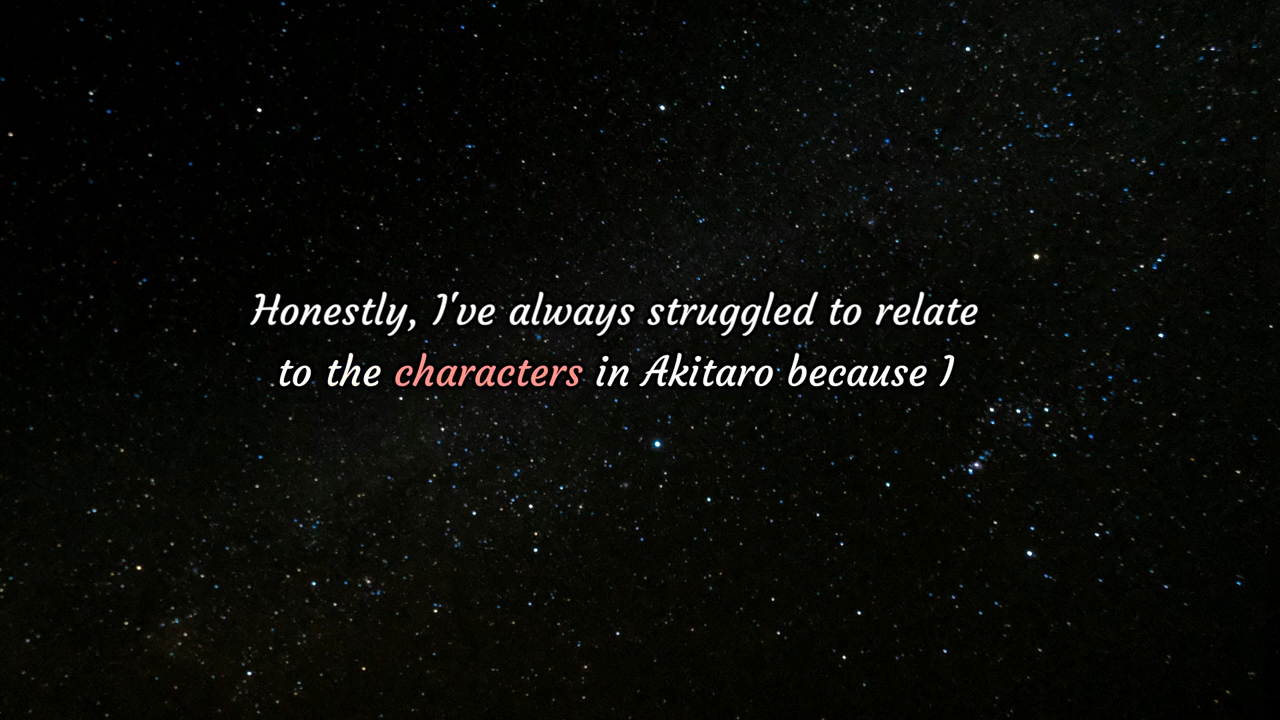 Honestly, I've always struggled to relate
to the characters in Akitaro because I